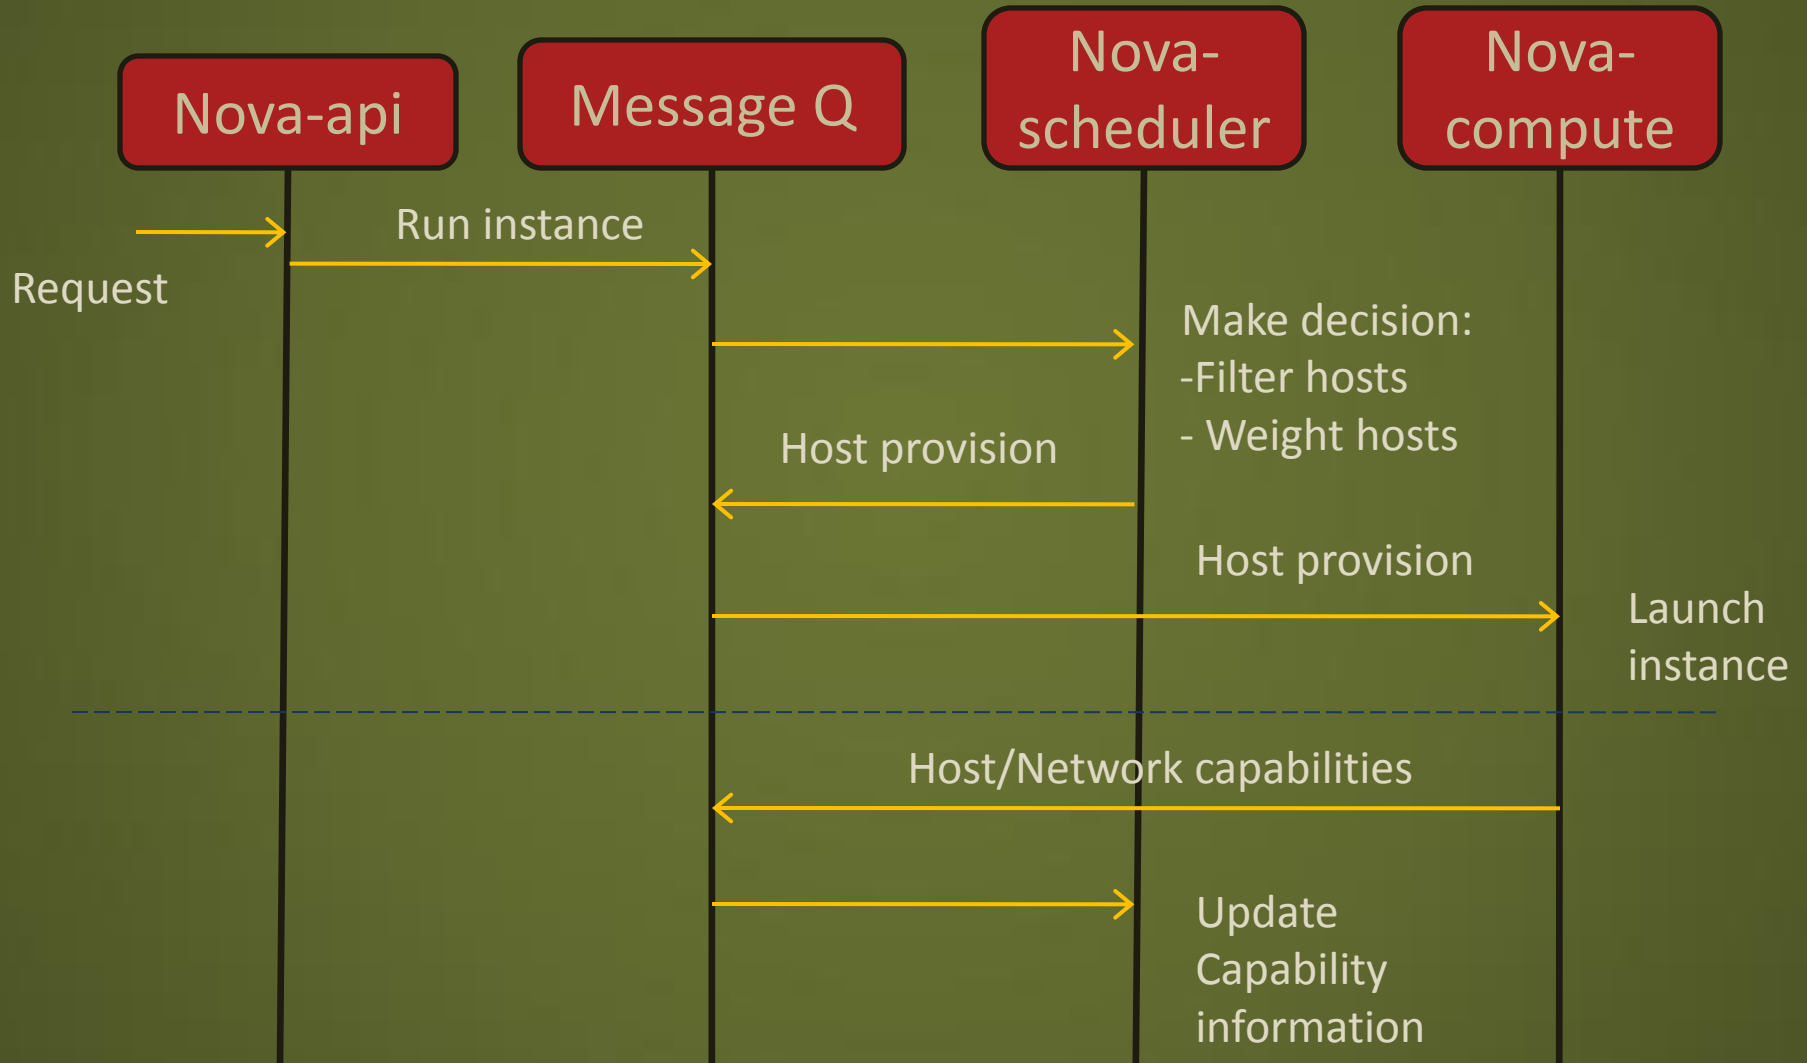 Nova-api
Message Q
Nova-
scheduler
Nova-
compute
Run instance
Request
Make decision:
-Filter hosts
- Weight hosts
Host provision
Host provision
Launch
instance
Host/Network capabilities
Update
Capability
information